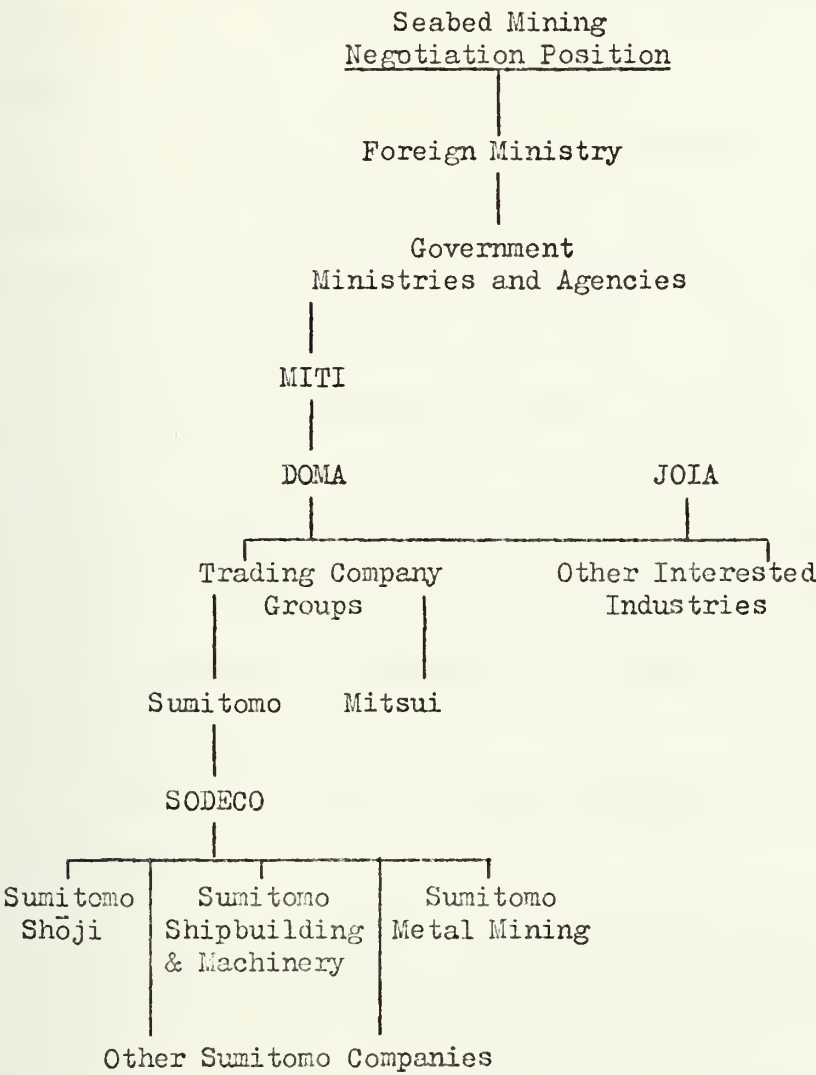 Seabed Mining
Negotiation Position
Foreign Ministry
Government
Ministries and Agencies
MITI
DOMA JOIA
Trading Company Other Interested
Groups Industries
Sumitomo Mitsui
SODECO
Sumitomo Sumitomo Sumitomo
Shōji Shipbuilding Metal Mining
& Machinery
Other Sumitomo Companies